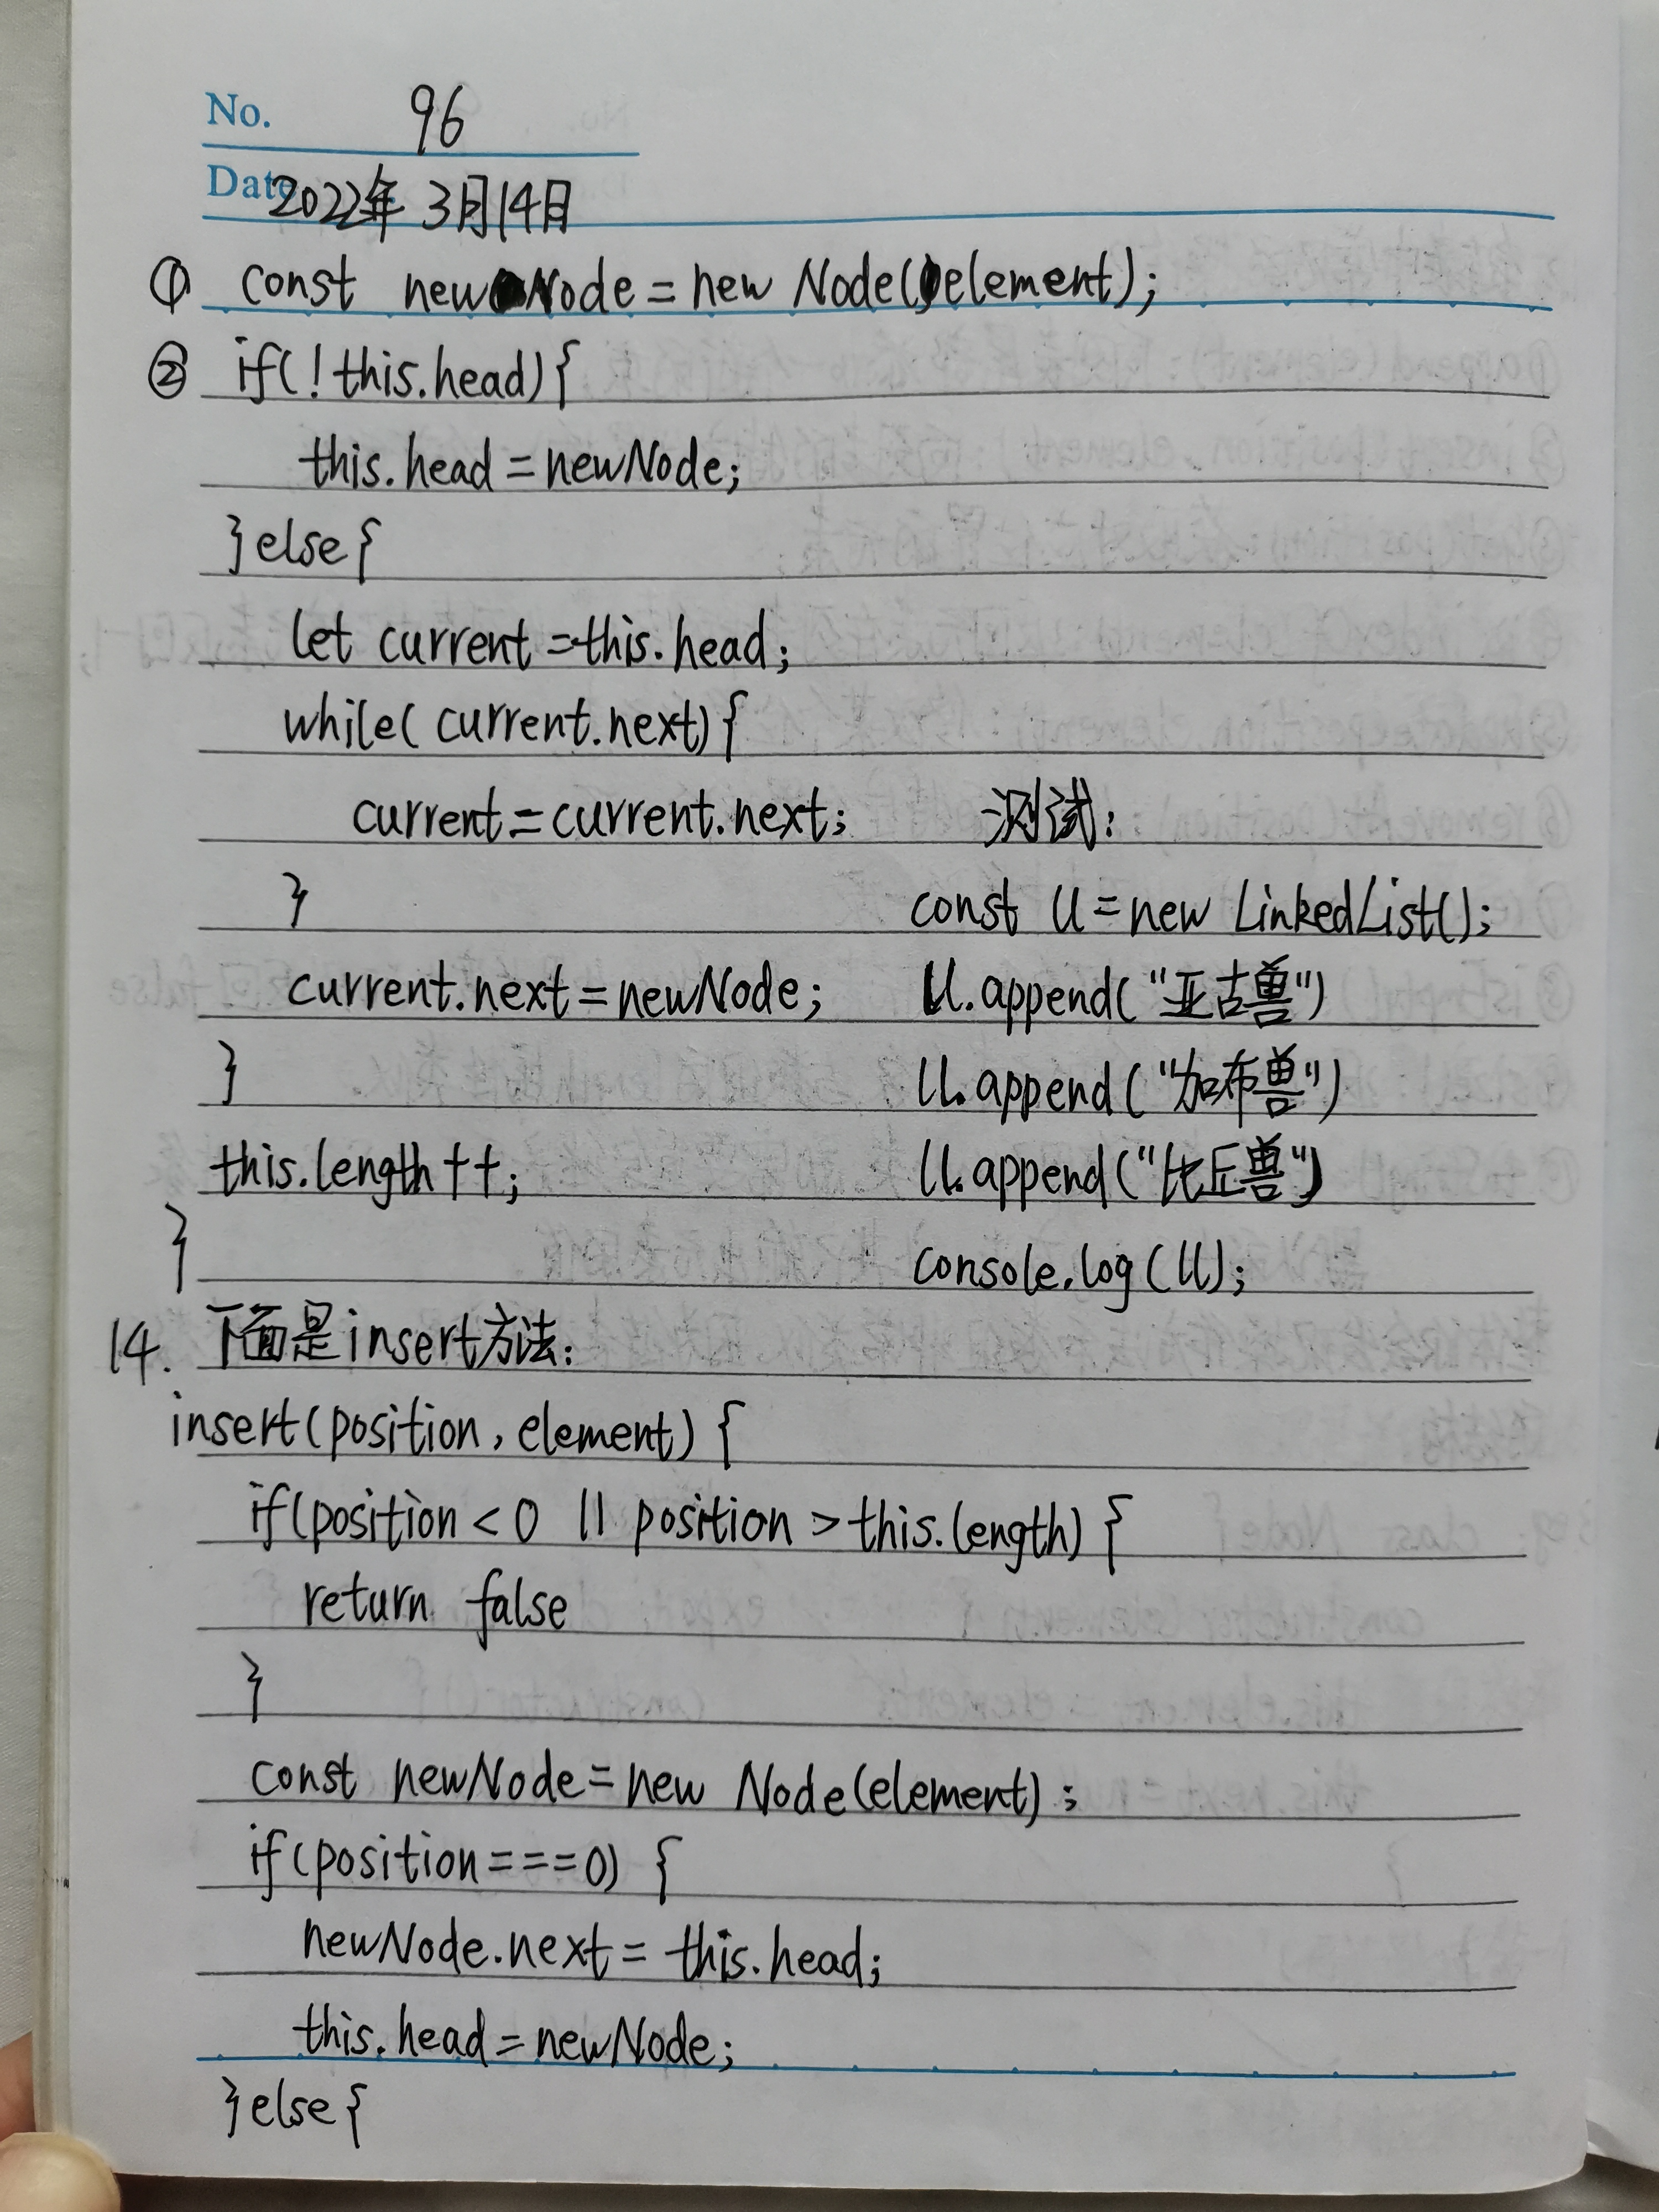 No. 96
Date 2022年 3月14日
① const newNode = new Node(element);
② if(!this.head){
this.head = newNode;
}else{
let current = this.head;
while(current.next){
current = current.next;
}
current.next = newNode;
}
this.length++;
}
测试:
const ll = new LinkedList();
ll.append("亚古兽")
ll.append("加布兽")
ll.append("比丘兽")
console.log(ll);
14. 下面是insert方法:
insert(position, element) {
if(position < 0 || position > this.length) {
return false
}
const newNode = new Node(element);
if(position === 0) {
newNode.next = this.head;
this.head = newNode;
}else{